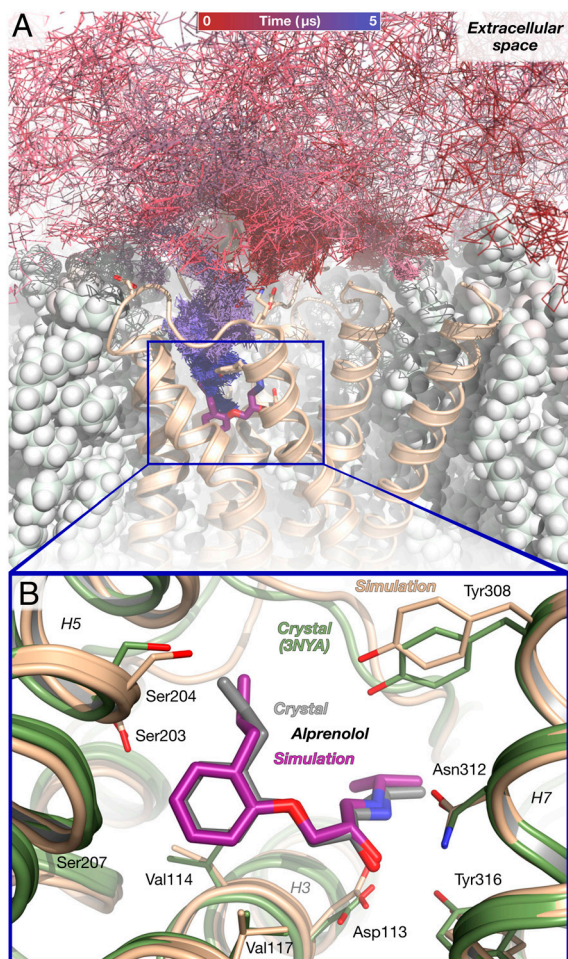 A
0 Time (µs) 5
Extracellular
space
B
Simulation
Tyr308
H5
Crystal
(3NYA)
Ser204
Crystal
Alprenolol
Simulation
Ser203
Asn312
H7
Ser207
Val114
H3
Tyr316
Asp113
Val117